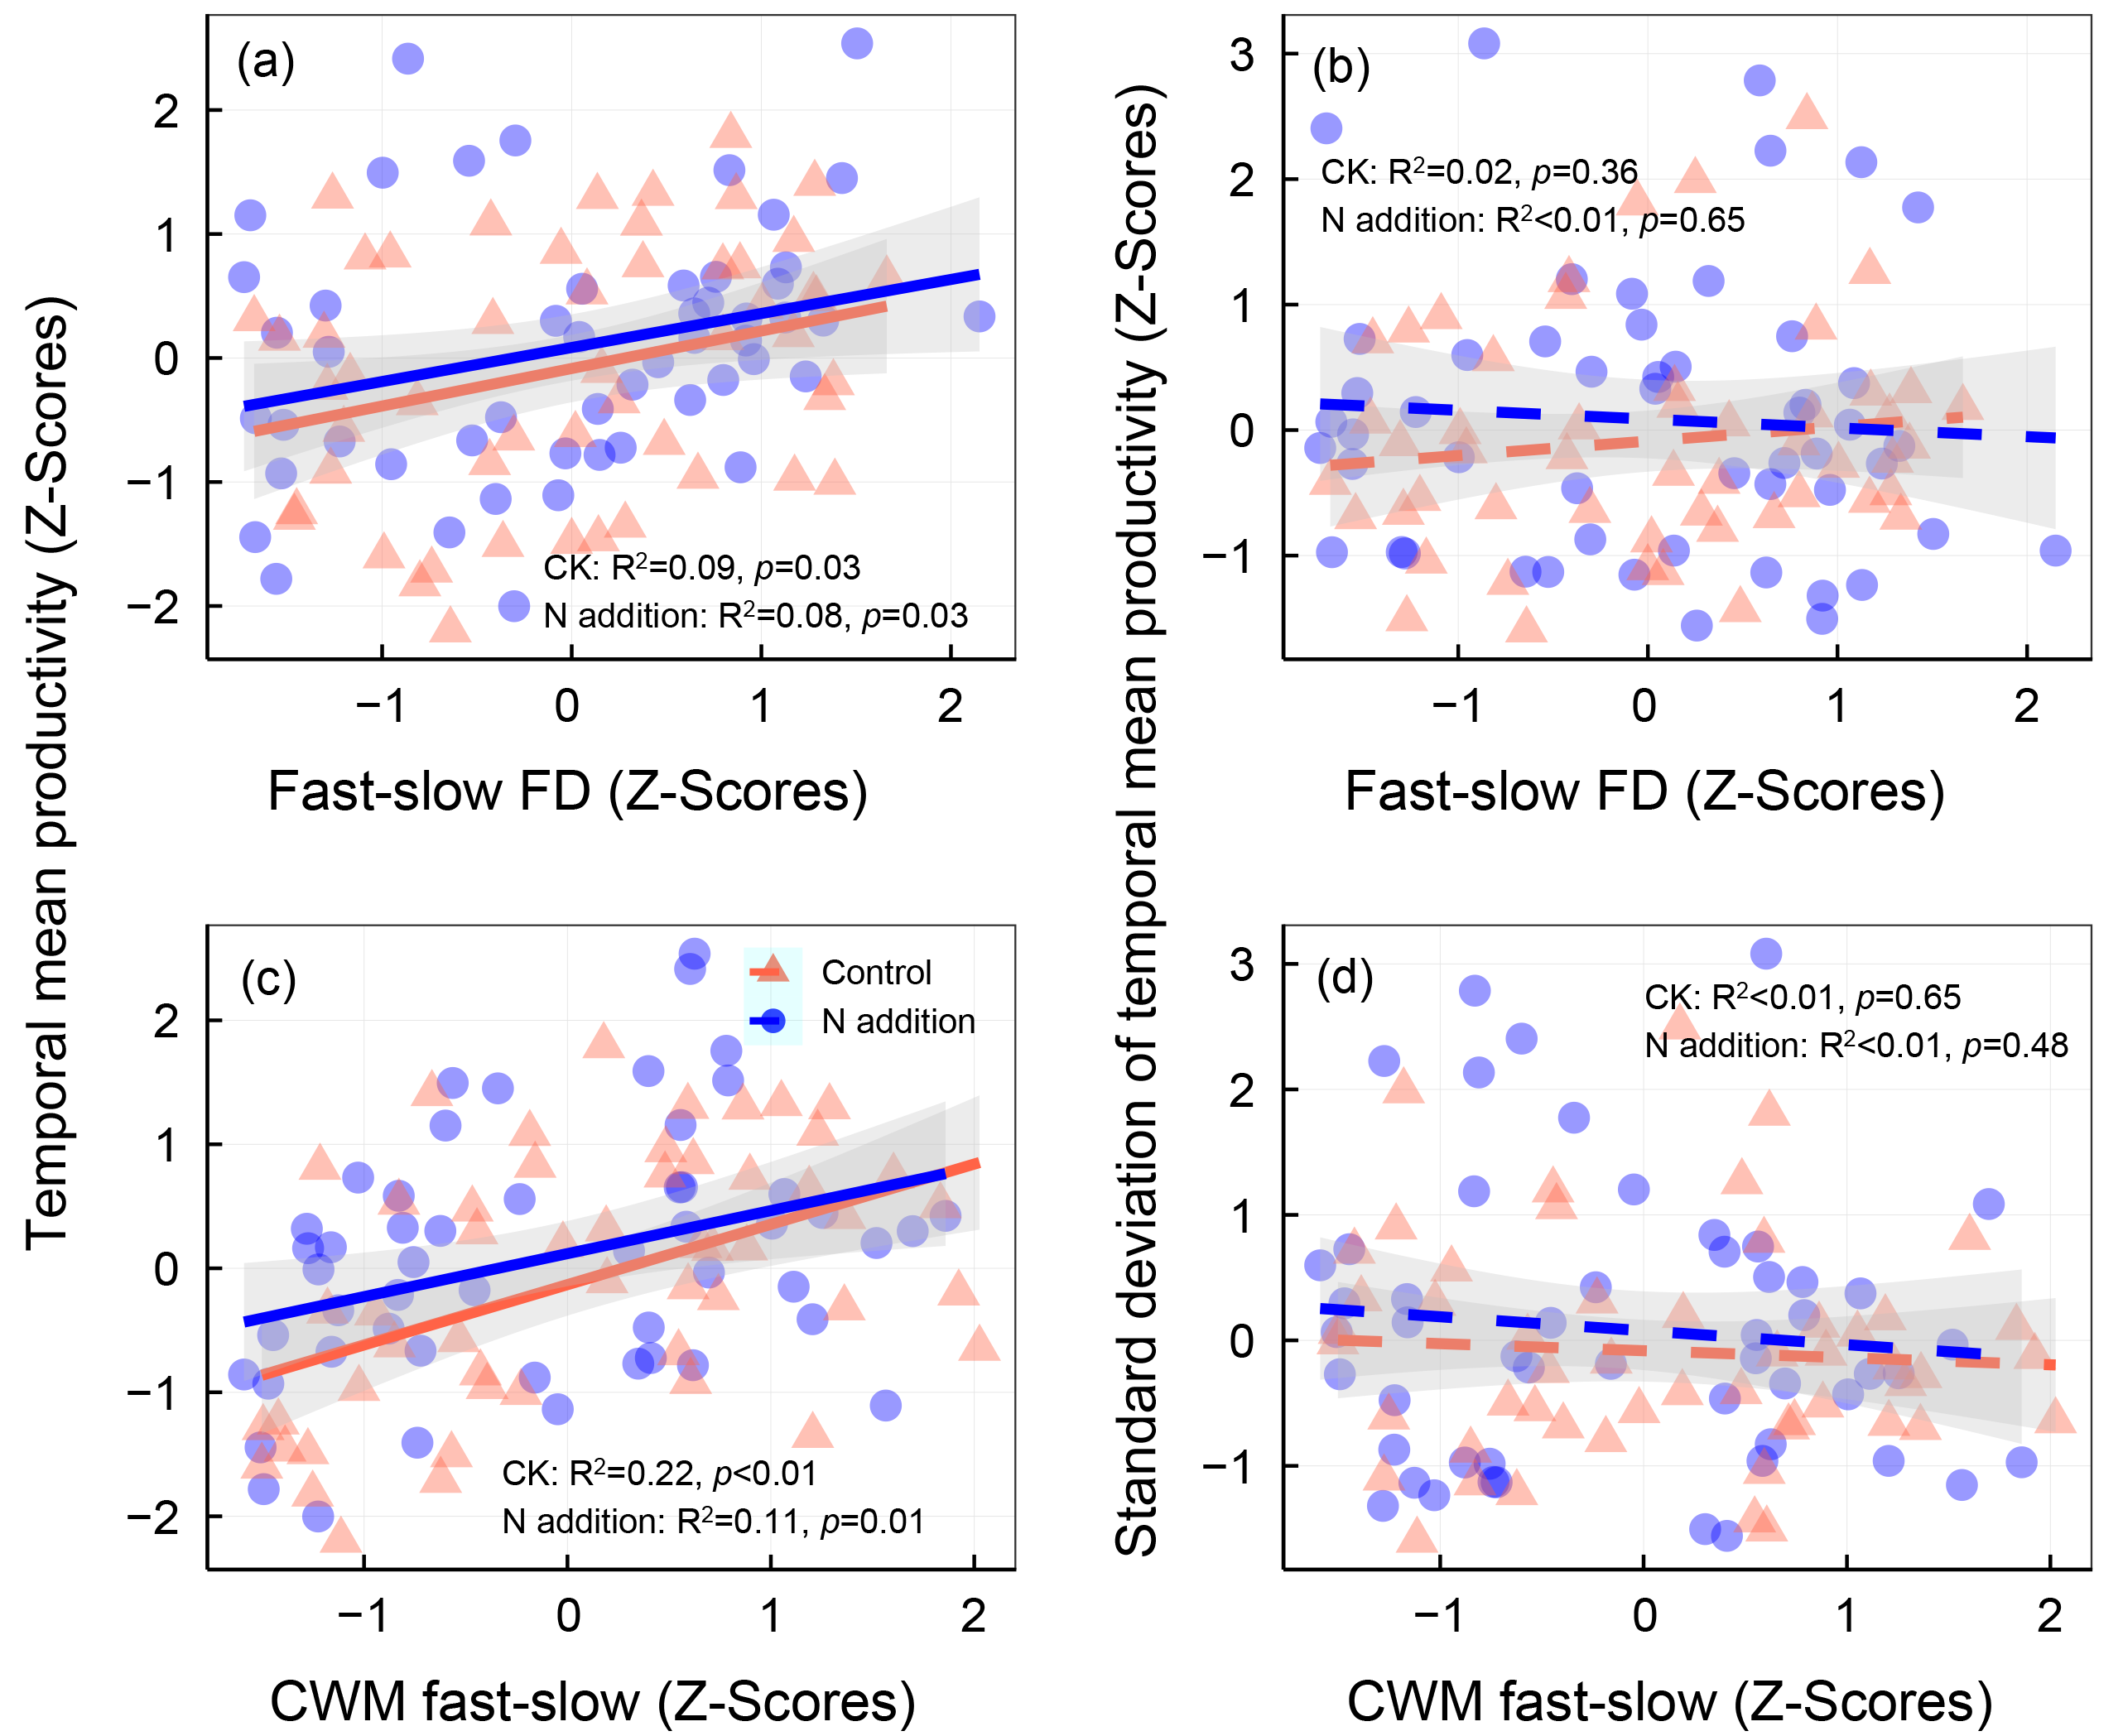 Temporal mean productivity (Z-Scores)
(a)
2
1
0
−1
−2
CK: R²=0.09, p=0.03
N addition: R²=0.08, p=0.03
−1 0 1 2
Fast-slow FD (Z-Scores)
Standard deviation of temporal mean productivity (Z-Scores)
(b)
3
2
1
0
−1
CK: R²=0.02, p=0.36
N addition: R²<0.01, p=0.65
−1 0 1 2
Fast-slow FD (Z-Scores)
(c)
Control
N addition
2
1
0
−1
−2
CK: R²=0.22, p<0.01
N addition: R²=0.11, p=0.01
−1 0 1 2
CWM fast-slow (Z-Scores)
(d)
3
2
1
0
−1
CK: R²<0.01, p=0.65
N addition: R²<0.01, p=0.48
−1 0 1 2
CWM fast-slow (Z-Scores)